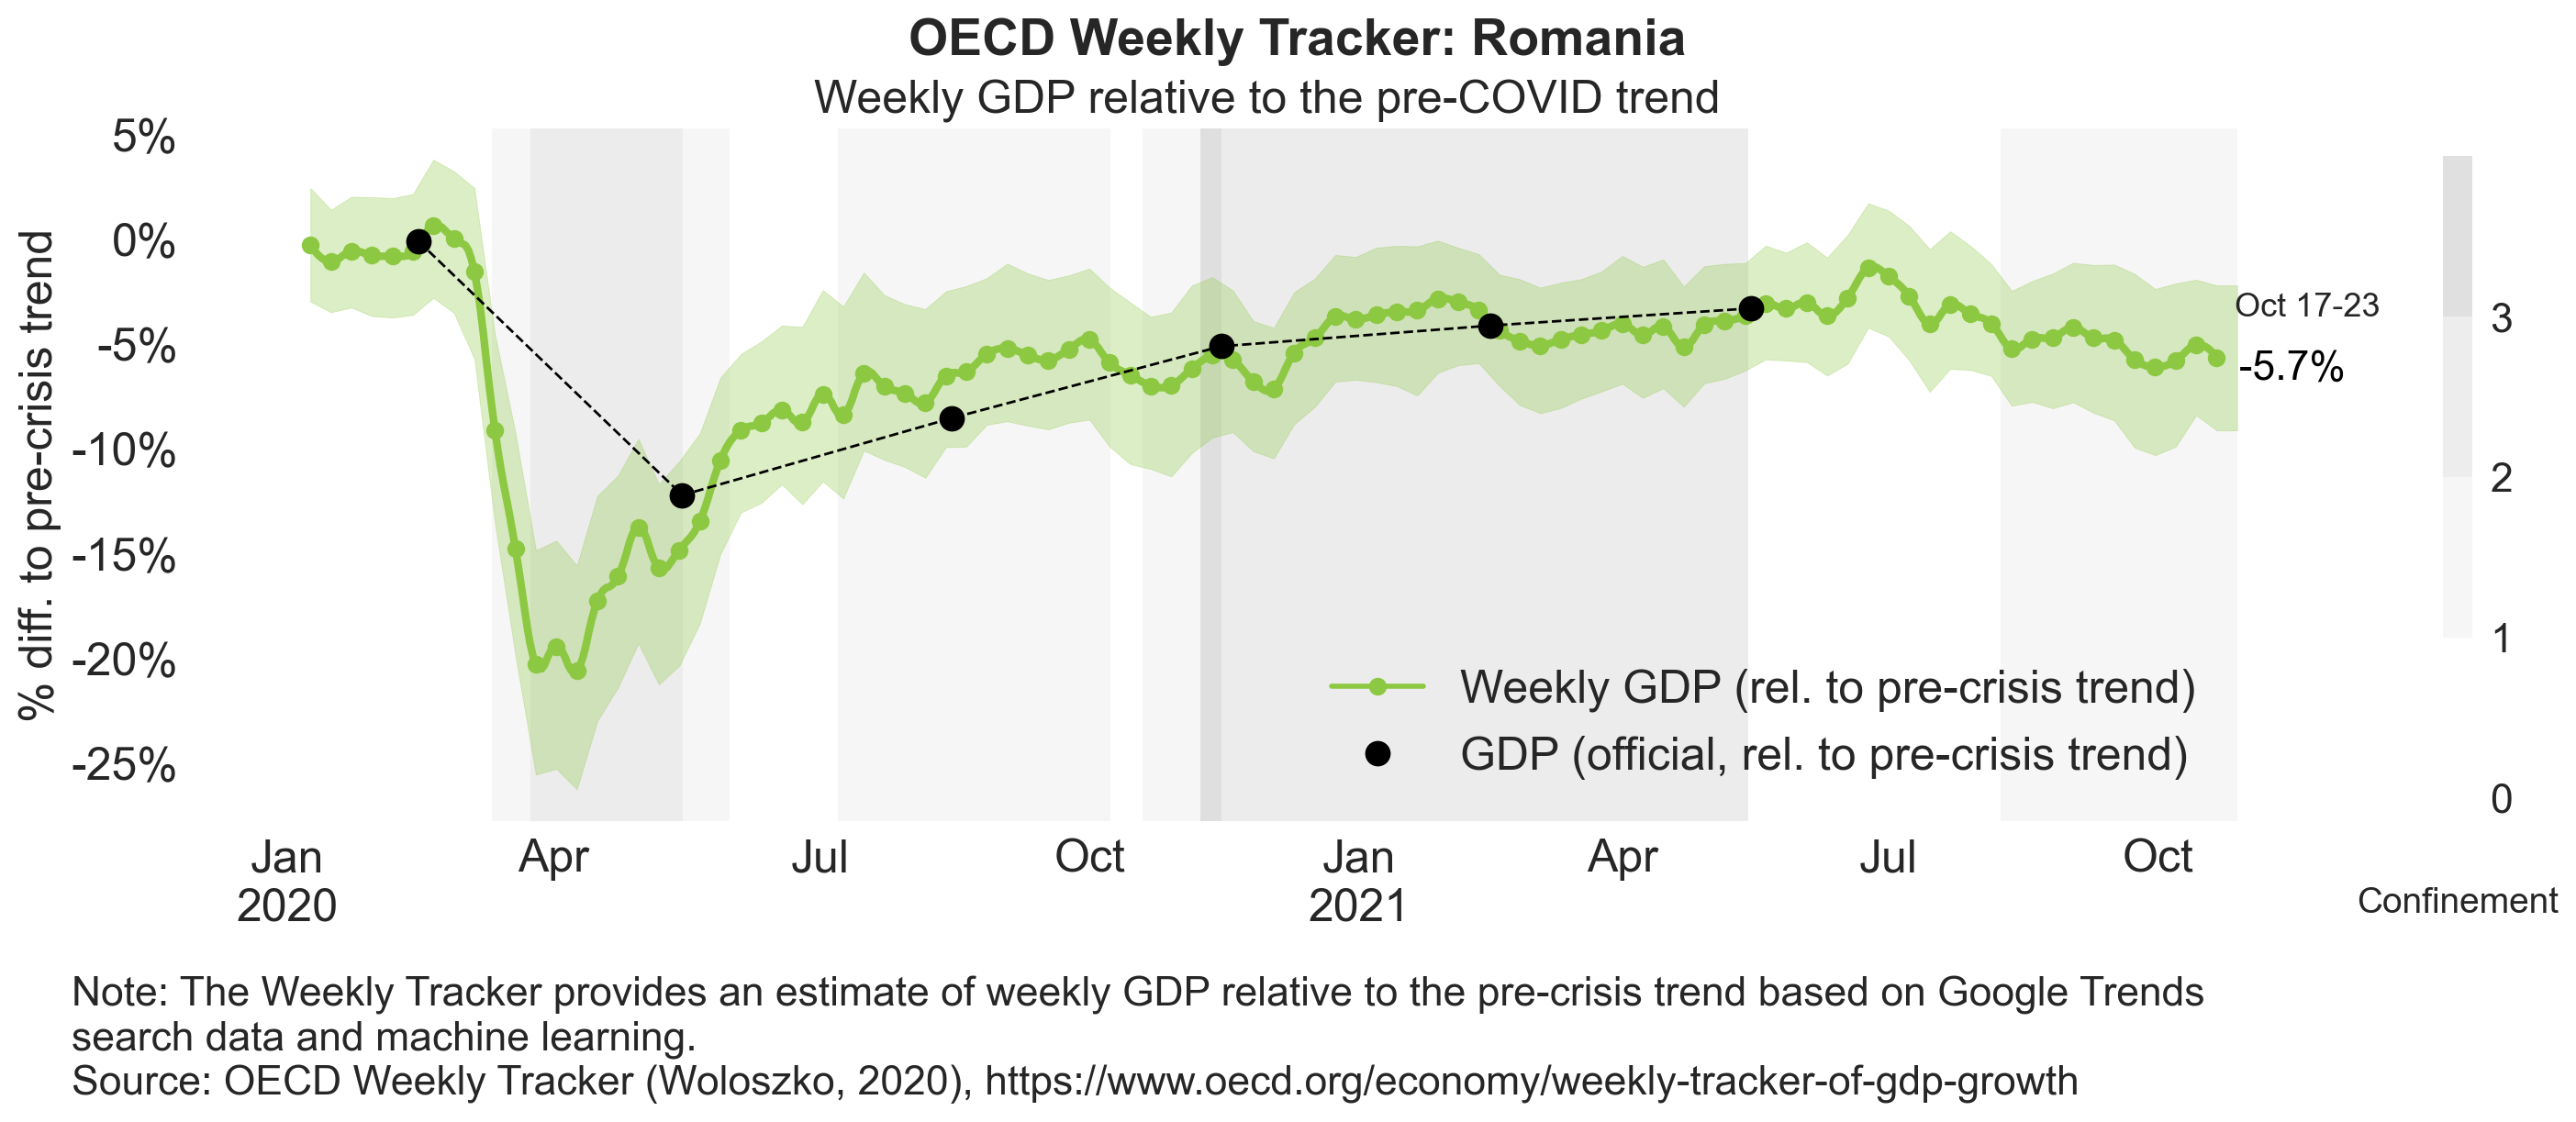 OECD Weekly Tracker: Romania
Weekly GDP relative to the pre-COVID trend
% diff. to pre-crisis trend
5%
0%
-5%
-10%
-15%
-20%
-25%
Oct 17-23
-5.7%
Weekly GDP (rel. to pre-crisis trend)
GDP (official, rel. to pre-crisis trend)
3
2
1
0
Jan Apr Jul Oct Jan Apr Jul Oct
2020 2021
Confinement
Note: The Weekly Tracker provides an estimate of weekly GDP relative to the pre-crisis trend based on Google Trends
search data and machine learning.
Source: OECD Weekly Tracker (Woloszko, 2020), https://www.oecd.org/economy/weekly-tracker-of-gdp-growth